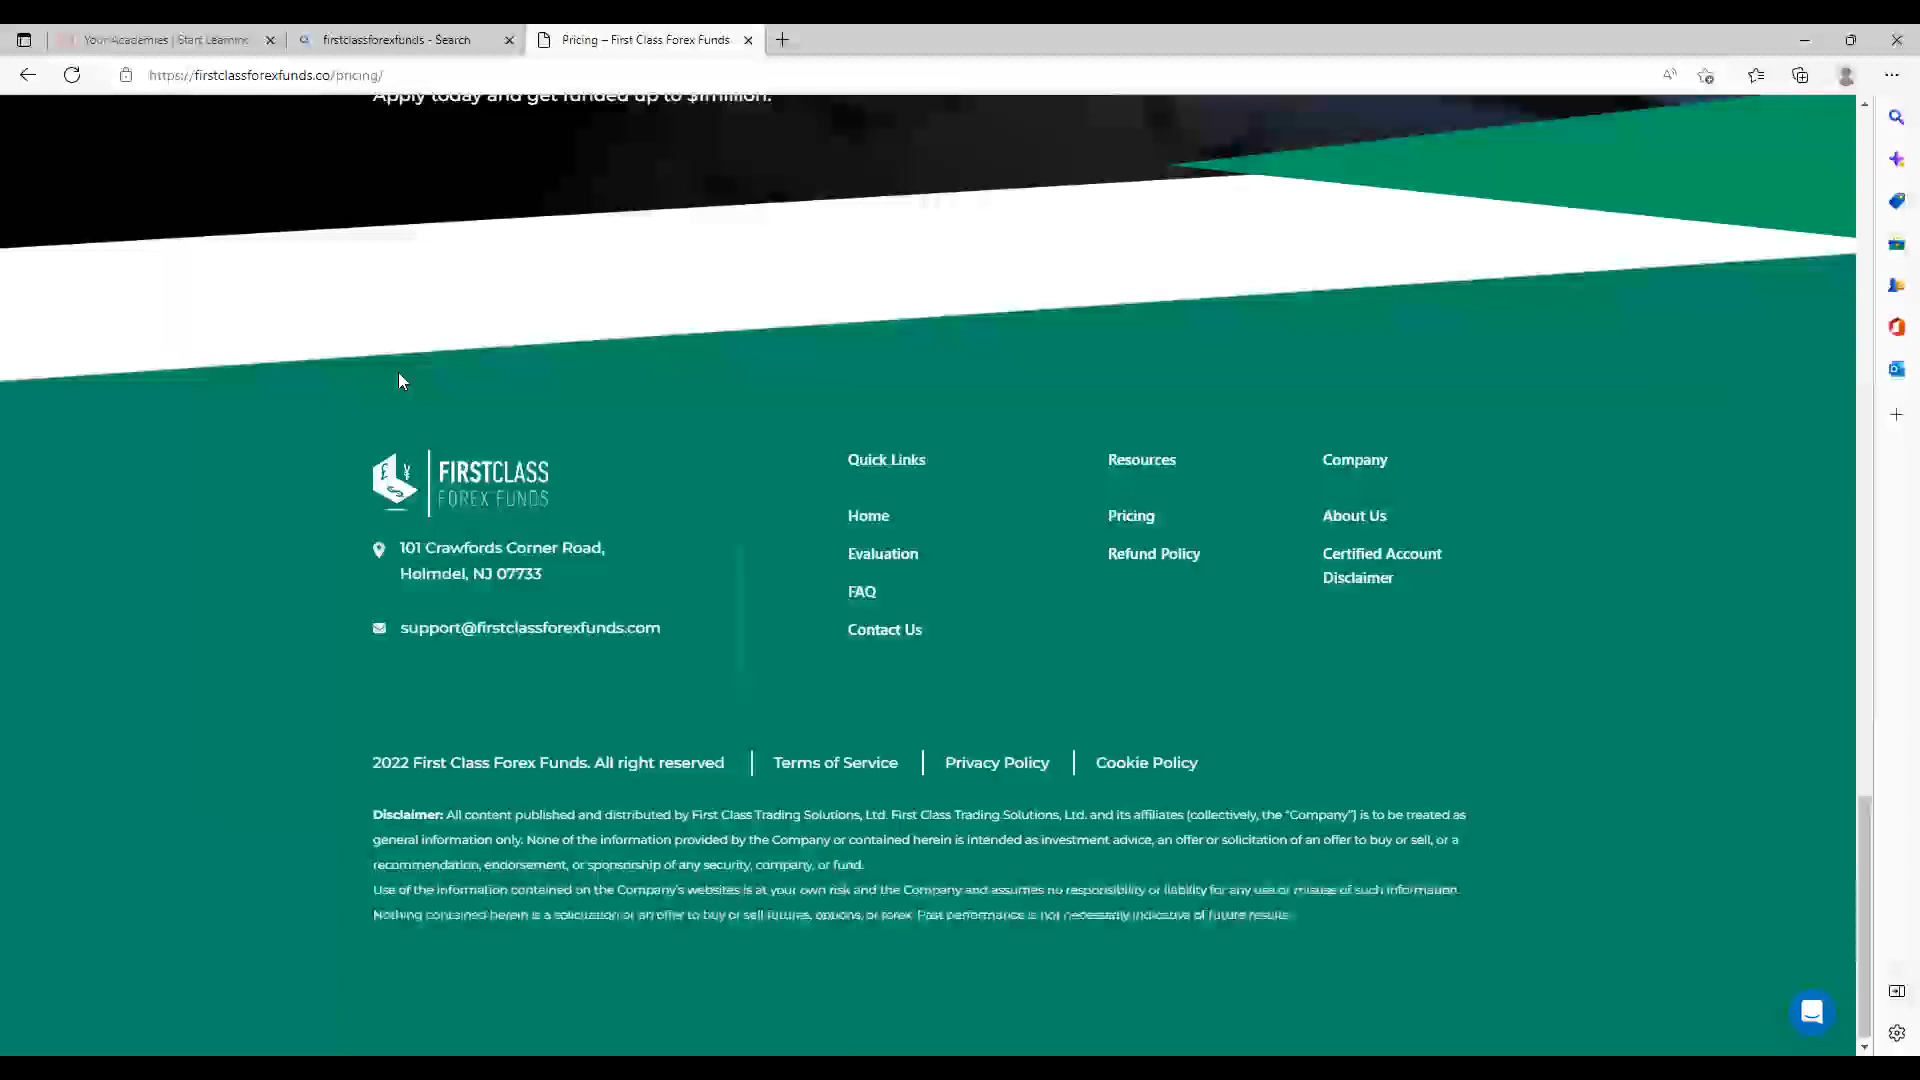 Your Academies | Start Learning
firstclassforexfunds - Search
Pricing – First Class Forex Funds
https://firstclassforexfunds.co/pricing/
Apply today and get funded up to $1million.
FIRSTCLASS
FOREX FUNDS
101 Crawfords Corner Road,
Holmdel, NJ 07733
support@firstclassforexfunds.com
Quick Links
Home
Evaluation
FAQ
Contact Us
Resources
Pricing
Refund Policy
Company
About Us
Certified Account
Disclaimer
2022 First Class Forex Funds. All right reserved
Terms of Service
Privacy Policy
Cookie Policy
Disclaimer: All content published and distributed by First Class Trading Solutions, Ltd. First Class Trading Solutions, Ltd. and its affiliates (collectively, the “Company”) is to be treated as
general information only. None of the information provided by the Company or contained herein is intended as investment advice, an offer or solicitation of an offer to buy or sell, or a
recommendation, endorsement, or sponsorship of any security, company, or fund.
Use of the information contained on the Company’s websites is at your own risk and the Company and assumes no responsibility or liability for any use or misuse of such information.
Nothing contained herein is a solicitation or an offer to buy or sell futures, options, or forex. Past performance is not necessarily indicative of future results.